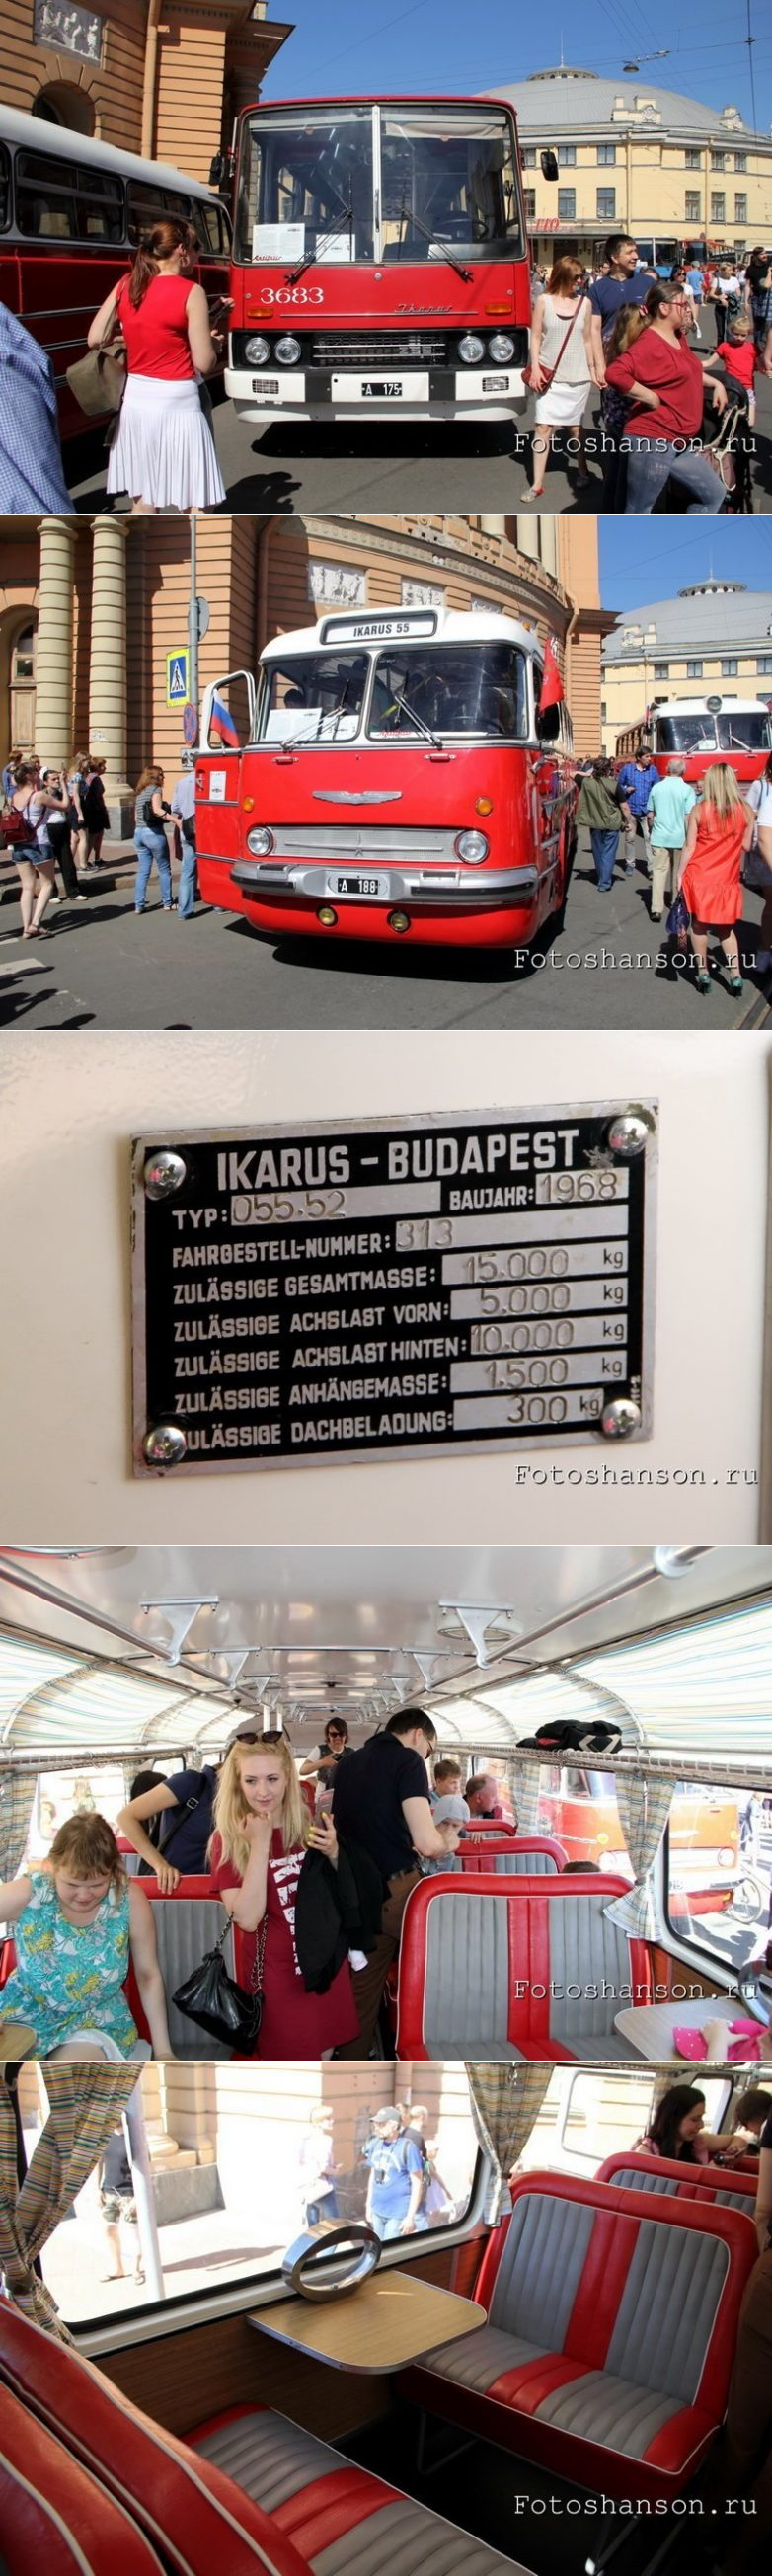 110
3683
Ikarus
A 175
Fotoshanson.ru
IKARUS 55
A 188
Fotoshanson.ru
IKARUS - BUDAPEST
TYP: 055.52 BAUJAHR: 1968
FAHRGESTELL-NUMMER: 313
ZULÄSSIGE GESAMTMASSE: 15.000 kg
ZULÄSSIGE ACHSLAST VORN: 5.000 kg
ZULÄSSIGE ACHSLAST HINTEN: 10.000 kg
ZULÄSSIGE ANHÄNGEMASSE: 1.500 kg
ZULÄSSIGE DACHBELADUNG: 300 kg
Fotoshanson.ru
Fotoshanson.ru
Fotoshanson.ru